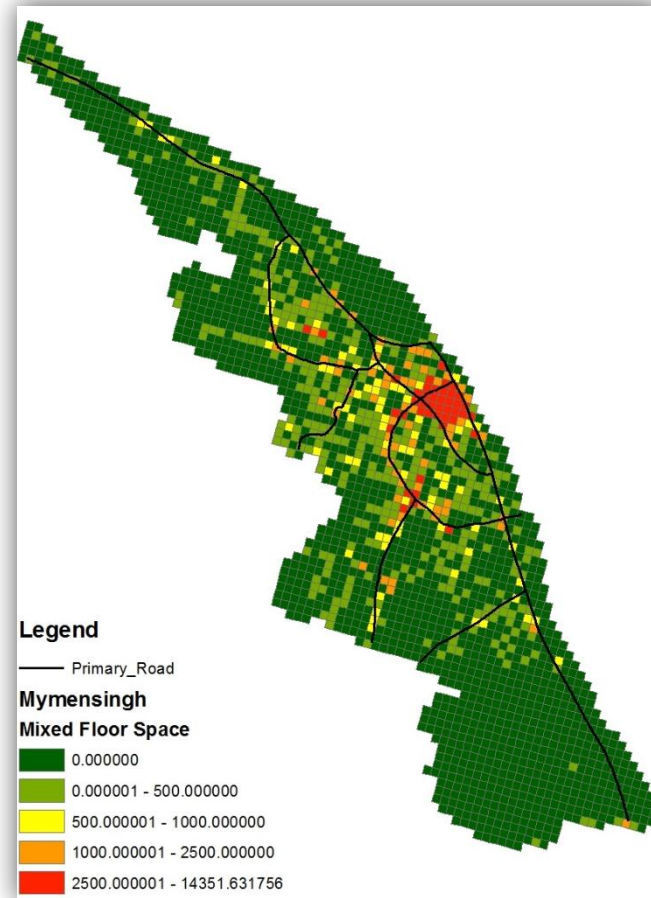 Legend
Primary_Road
Mymensingh
Mixed Floor Space
0.000000
0.000001 - 500.000000
500.000001 - 1000.000000
1000.000001 - 2500.000000
2500.000001 - 14351.631756